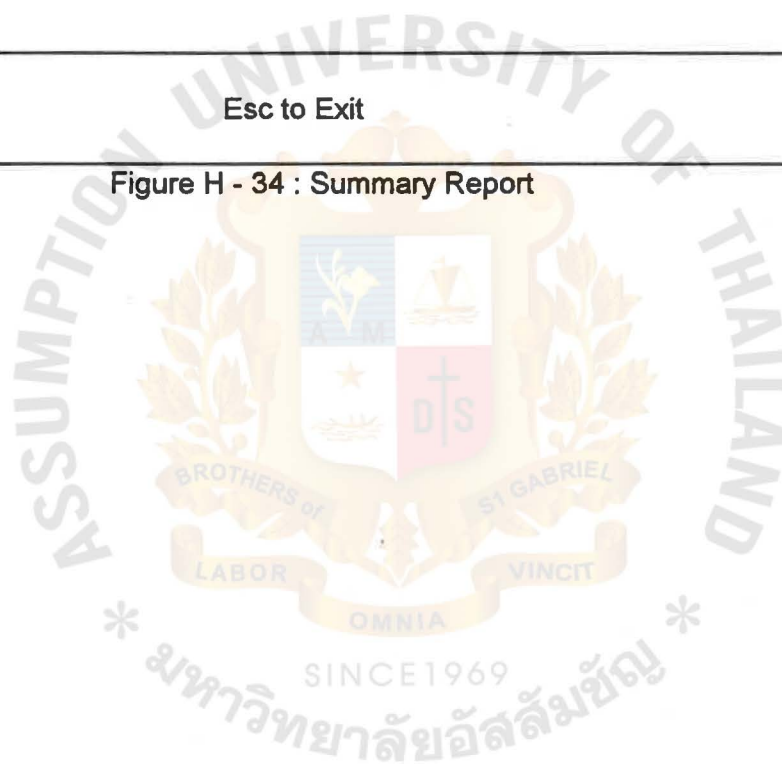 Esc to Exit
Figure H - 34 : Summary Report
ASSUMPTION UNIVERSITY OF THAILAND
A M
D S
BROTHERS of ST GABRIEL
LABOR OMNIA VINCIT
SINCE1969
* มหาวิทยาลัยอัสสัมชัญ *